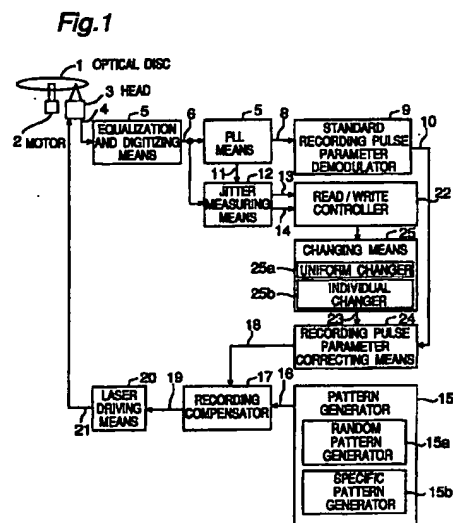 Fig.1
1 OPTICAL DISC
3 HEAD
4
2 MOTOR
5
EQUALIZATION
AND DIGITIZING
MEANS
6
5
PLL
MEANS
8
9
STANDARD
RECORDING PULSE
PARAMETER
DEMODULATOR
10
11
12
JITTER
MEASURING
MEANS
13
14
READ / WRITE
CONTROLLER
22
25
CHANGING MEANS
25a
UNIFORM CHANGER
25b
INDIVIDUAL
CHANGER
23
24
RECORDING PULSE
PARAMETER
CORRECTING MEANS
18
20
LASER
DRIVING
MEANS
21
19
17
RECORDING
COMPENSATOR
16
15
PATTERN
GENERATOR
RANDOM
PATTERN
GENERATOR
15a
SPECIFIC
PATTERN
GENERATOR
15b